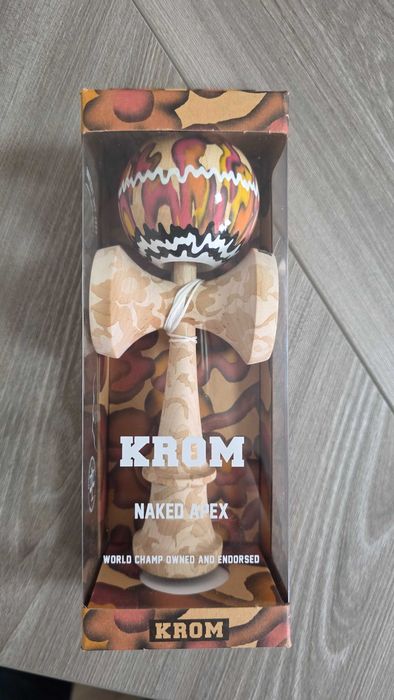 KROM
NAKED APEX
WORLD CHAMP OWNED AND ENDORSED
KROM